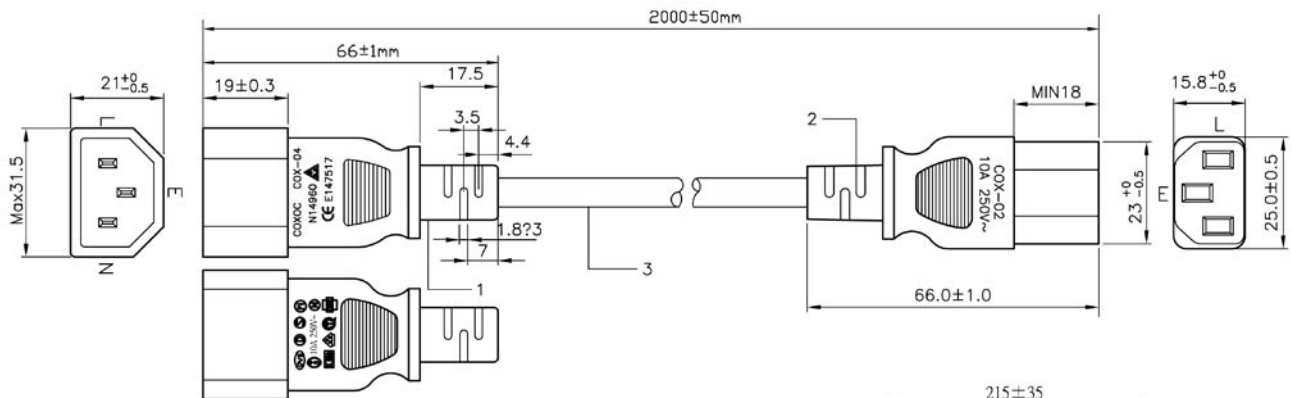 2000±50mm
66±1mm
21 +0 -0.5
19±0.3
17.5
MIN18
15.8 +0 -0.5
3.5
4.4
2
L
Max31.5
E
N
COXOC COX-04
N14960
CE E147517
COX-02
10A 250V~
23 +0 -0.5
L
E
25.0±0.5
1.8?3
7
1
3
66.0±1.0
10A 250V~
215±35